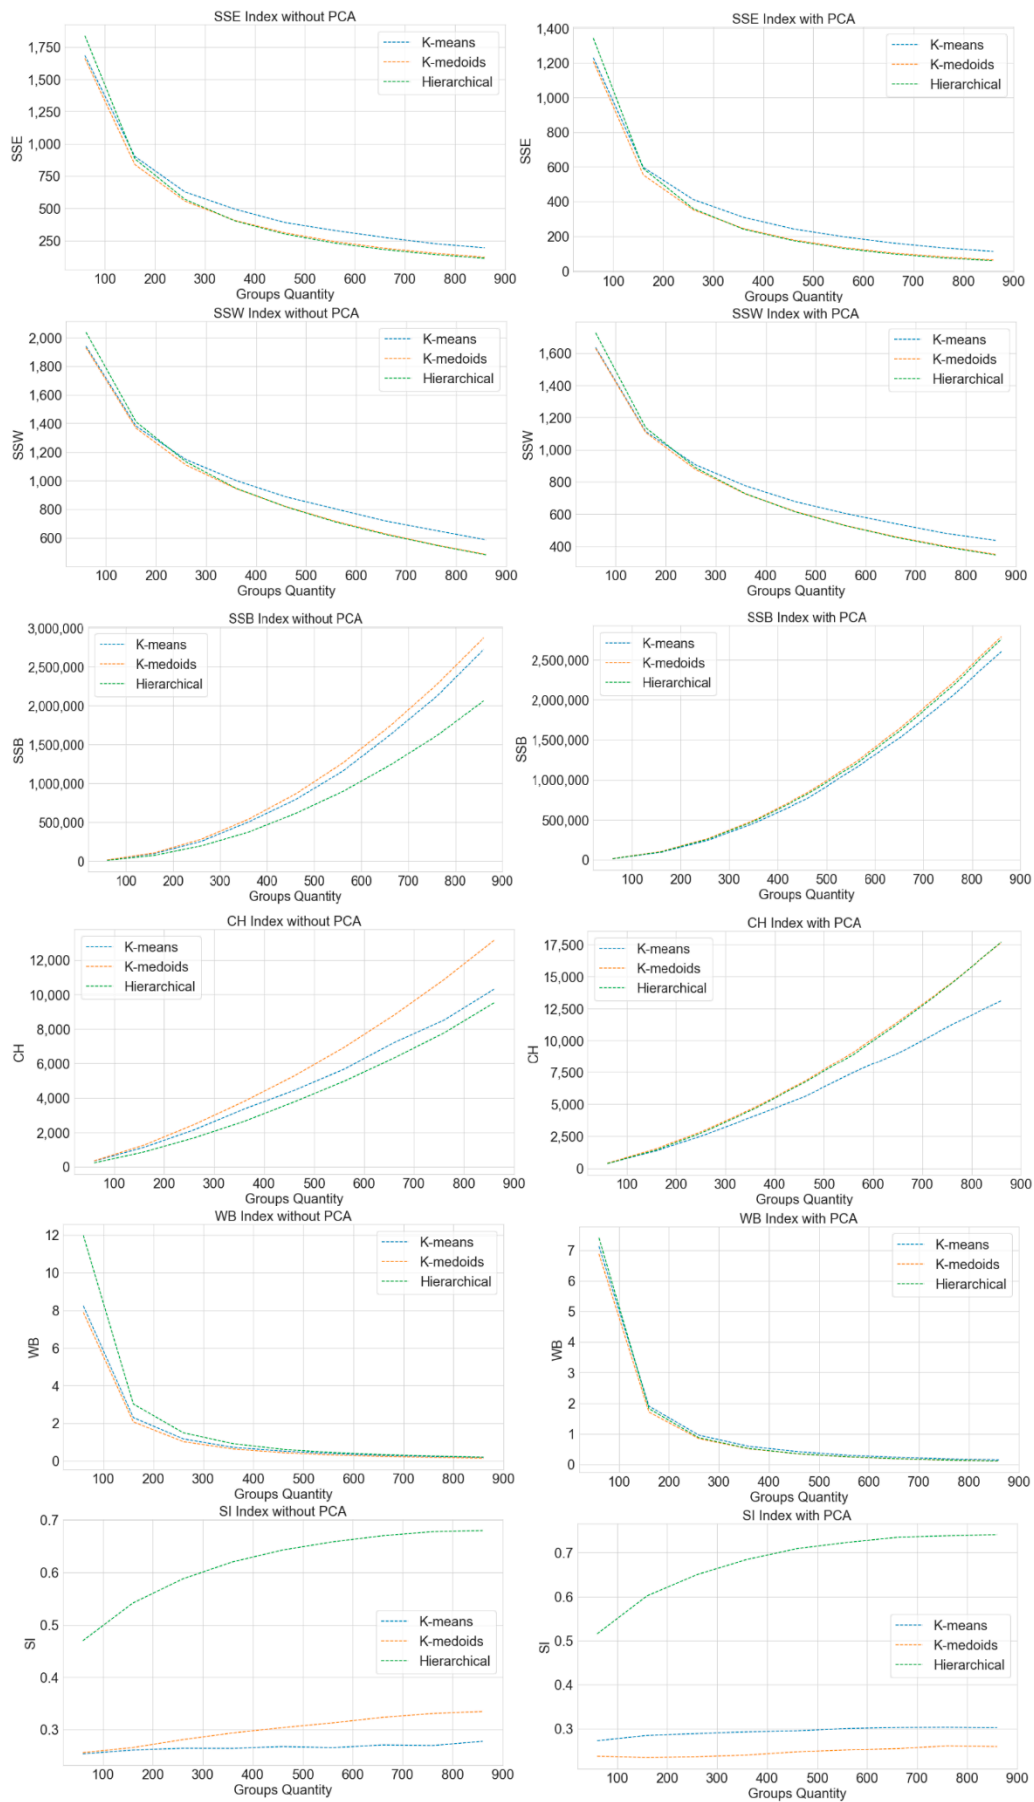 SSE Index without PCA
K-means
K-medoids
Hierarchical
1,750
1,500
1,250
1,000
750
500
250
SSE
100 200 300 400 500 600 700 800 900
Groups Quantity
SSE Index with PCA
K-means
K-medoids
Hierarchical
1,400
1,200
1,000
800
600
400
200
0
SSE
100 200 300 400 500 600 700 800 900
Groups Quantity
SSW Index without PCA
K-means
K-medoids
Hierarchical
2,000
1,800
1,600
1,400
1,200
1,000
800
600
SSW
100 200 300 400 500 600 700 800 900
Groups Quantity
SSW Index with PCA
K-means
K-medoids
Hierarchical
1,600
1,400
1,200
1,000
800
600
400
SSW
100 200 300 400 500 600 700 800 900
Groups Quantity
SSB Index without PCA
K-means
K-medoids
Hierarchical
3,000,000
2,500,000
2,000,000
1,500,000
1,000,000
500,000
0
SSB
100 200 300 400 500 600 700 800 900
Groups Quantity
SSB Index with PCA
K-means
K-medoids
Hierarchical
2,500,000
2,000,000
1,500,000
1,000,000
500,000
0
SSB
100 200 300 400 500 600 700 800 900
Groups Quantity
CH Index without PCA
K-means
K-medoids
Hierarchical
12,000
10,000
8,000
6,000
4,000
2,000
0
CH
100 200 300 400 500 600 700 800 900
Groups Quantity
CH Index with PCA
K-means
K-medoids
Hierarchical
17,500
15,000
12,500
10,000
7,500
5,000
2,500
0
CH
100 200 300 400 500 600 700 800 900
Groups Quantity
WB Index without PCA
K-means
K-medoids
Hierarchical
12
10
8
6
4
2
0
WB
100 200 300 400 500 600 700 800 900
Groups Quantity
WB Index with PCA
K-means
K-medoids
Hierarchical
7
6
5
4
3
2
1
0
WB
100 200 300 400 500 600 700 800 900
Groups Quantity
SI Index without PCA
K-means
K-medoids
Hierarchical
0.7
0.6
0.5
0.4
0.3
SI
100 200 300 400 500 600 700 800 900
Groups Quantity
SI Index with PCA
K-means
K-medoids
Hierarchical
0.7
0.6
0.5
0.4
0.3
SI
100 200 300 400 500 600 700 800 900
Groups Quantity